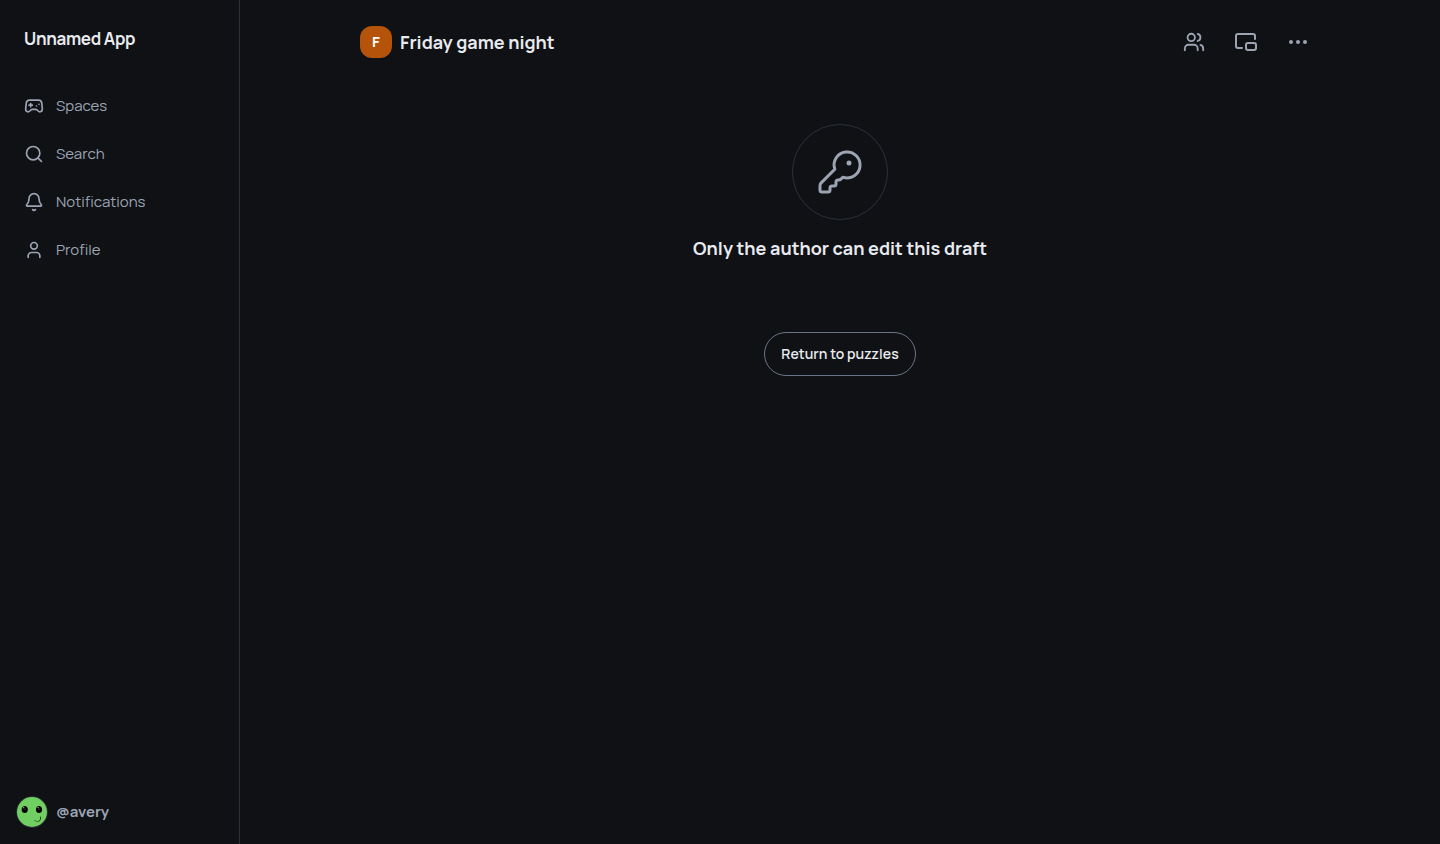 Unnamed App
Spaces
Search
Notifications
Profile
@avery
F
Friday game night
Only the author can edit this draft
Return to puzzles